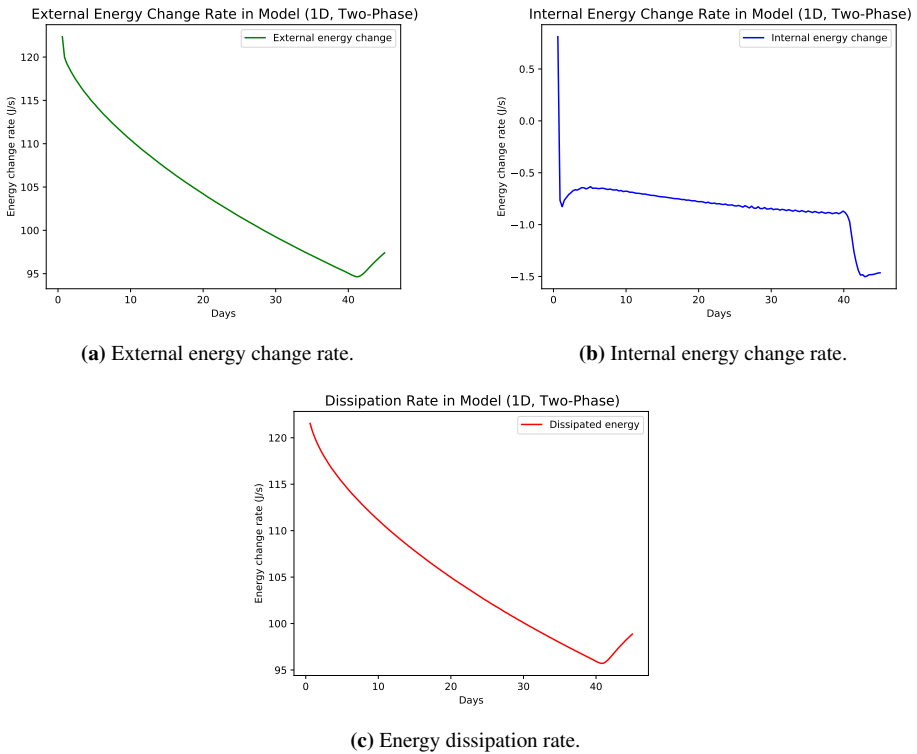 External Energy Change Rate in Model (1D, Two-Phase)
External energy change
Energy change rate (J/s)
120
115
110
105
100
95
0
10
20
30
40
Days
(a) External energy change rate.
Internal Energy Change Rate in Model (1D, Two-Phase)
Internal energy change
Energy change rate (J/s)
0.5
0.0
−0.5
−1.0
−1.5
0
10
20
30
40
Days
(b) Internal energy change rate.
Dissipation Rate in Model (1D, Two-Phase)
Dissipated energy
Energy change rate (J/s)
120
115
110
105
100
95
0
10
20
30
40
Days
(c) Energy dissipation rate.